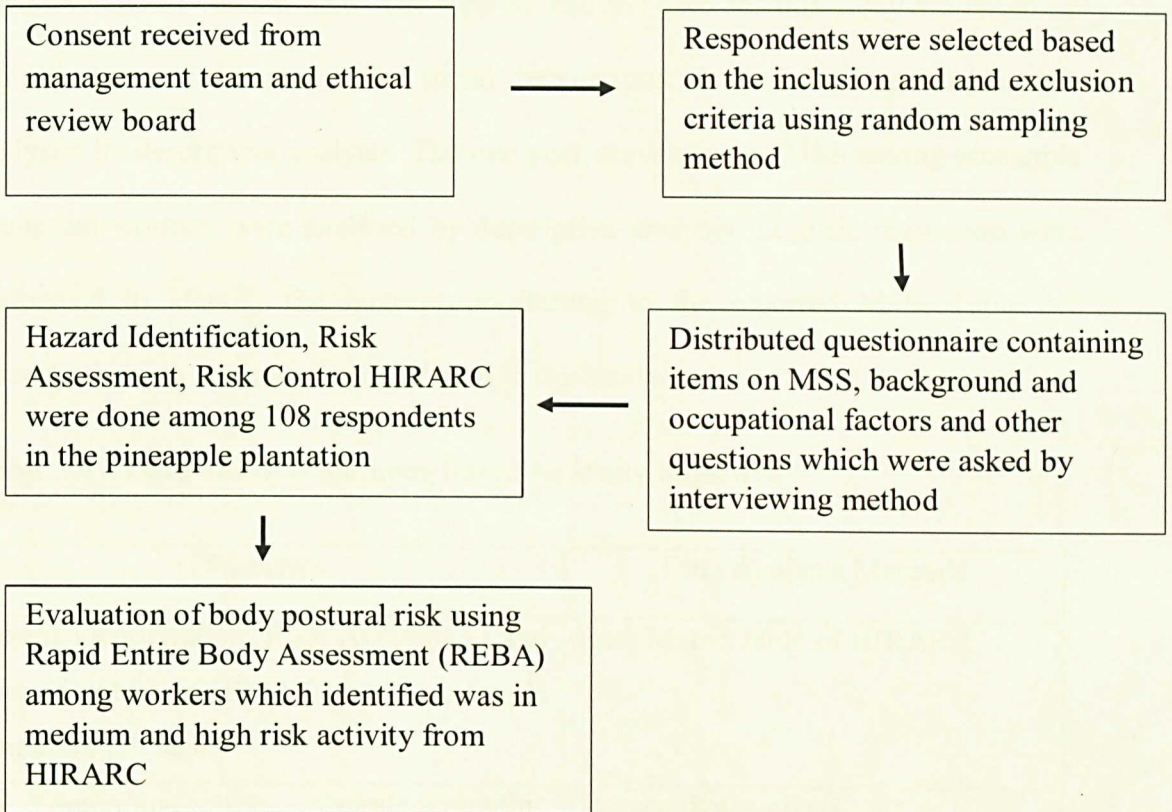 Consent received from
management team and ethical
review board
Respondents were selected based
on the inclusion and and exclusion
criteria using random sampling
method
Distributed questionnaire containing
items on MSS, background and
occupational factors and other
questions which were asked by
interviewing method
Hazard Identification, Risk
Assessment, Risk Control HIRARC
were done among 108 respondents
in the pineapple plantation
Evaluation of body postural risk using
Rapid Entire Body Assessment (REBA)
among workers which identified was in
medium and high risk activity from
HIRARC